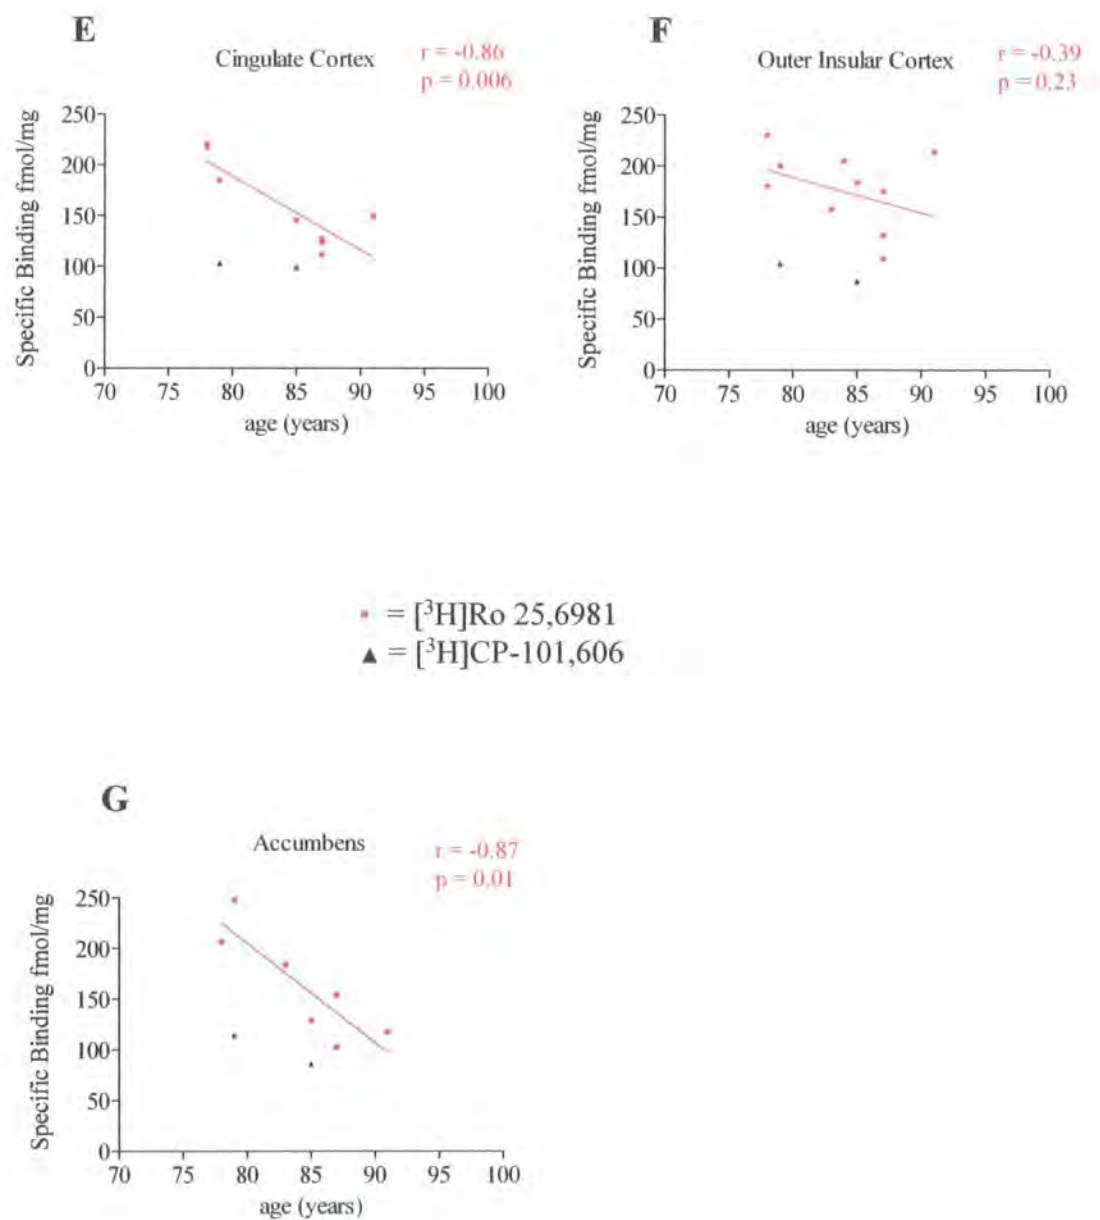 E
Cingulate Cortex
r = -0.86
p = 0.006
250
200
150
100
50
0
Specific Binding fmol/mg
70 75 80 85 90 95 100
age (years)
F
Outer Insular Cortex
r = -0.39
p = 0.23
250
200
150
100
50
0
Specific Binding fmol/mg
70 75 80 85 90 95 100
age (years)
= [³H]Ro 25,6981
▲ = [³H]CP-101,606
G
Accumbens
r = -0.87
p = 0.01
250
200
150
100
50
0
Specific Binding fmol/mg
70 75 80 85 90 95 100
age (years)